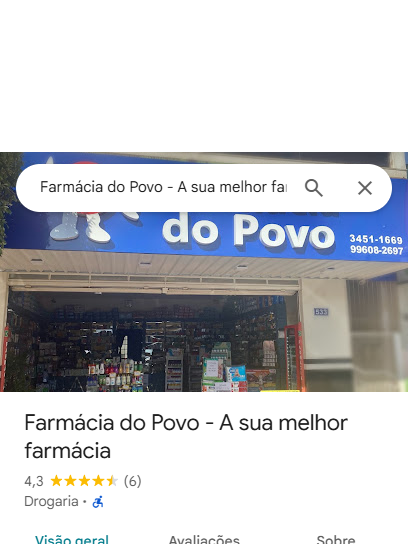 Farmácia do Povo - A sua melhor far
do Povo
3451-1669
99608-2697
533
Farmácia do Povo - A sua melhor
farmácia
4,3 (6)
Drogaria ·
Visão geral Avaliações Sobre